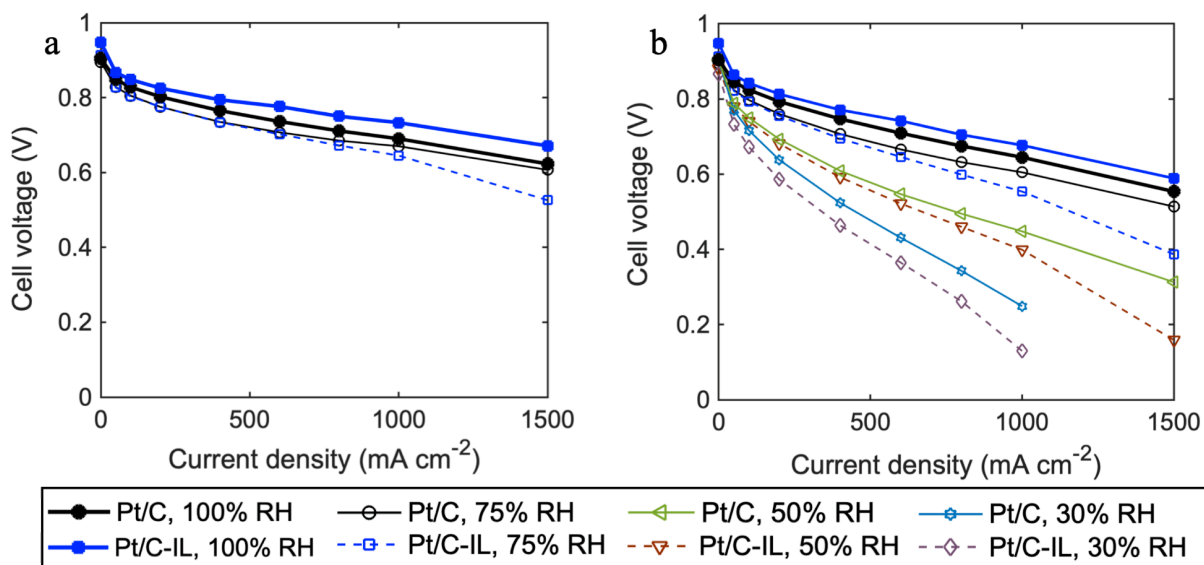 a
1
0.8
0.6
0.4
0.2
0
Cell voltage (V)
0 500 1000 1500
Current density (mA cm⁻²)
b
1
0.8
0.6
0.4
0.2
0
Cell voltage (V)
0 500 1000 1500
Current density (mA cm⁻²)
Pt/C, 100% RH Pt/C, 75% RH Pt/C, 50% RH Pt/C, 30% RH
Pt/C-IL, 100% RH Pt/C-IL, 75% RH Pt/C-IL, 50% RH Pt/C-IL, 30% RH